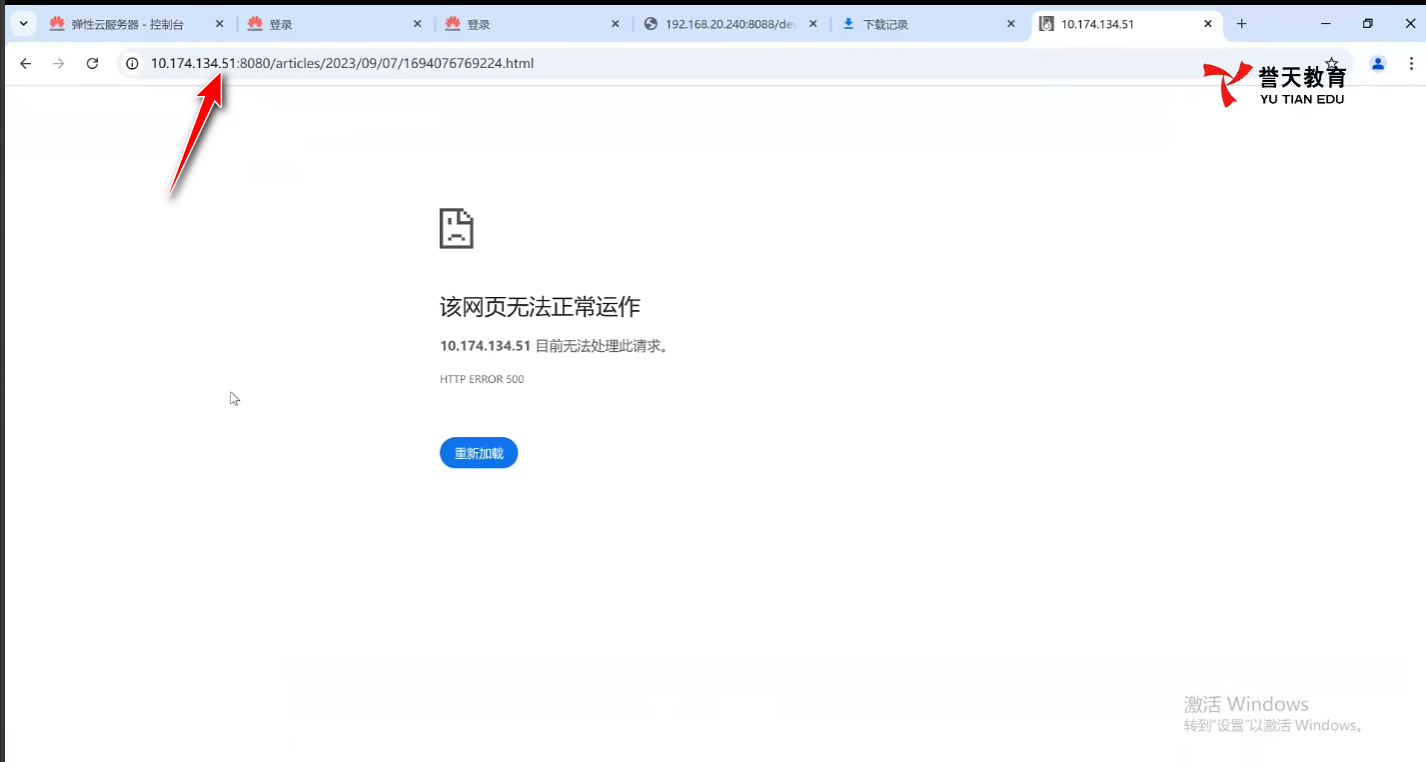 弹性云服务器 - 控制台
登录
登录
192.168.20.240:8088/de
下载记录
10.174.134.51
10.174.134.51:8080/articles/2023/09/07/1694076769224.html
誉天教育
YU TIAN EDU
该网页无法正常运作
10.174.134.51 目前无法处理此请求。
HTTP ERROR 500
重新加载
激活 Windows
转到"设置"以激活 Windows。